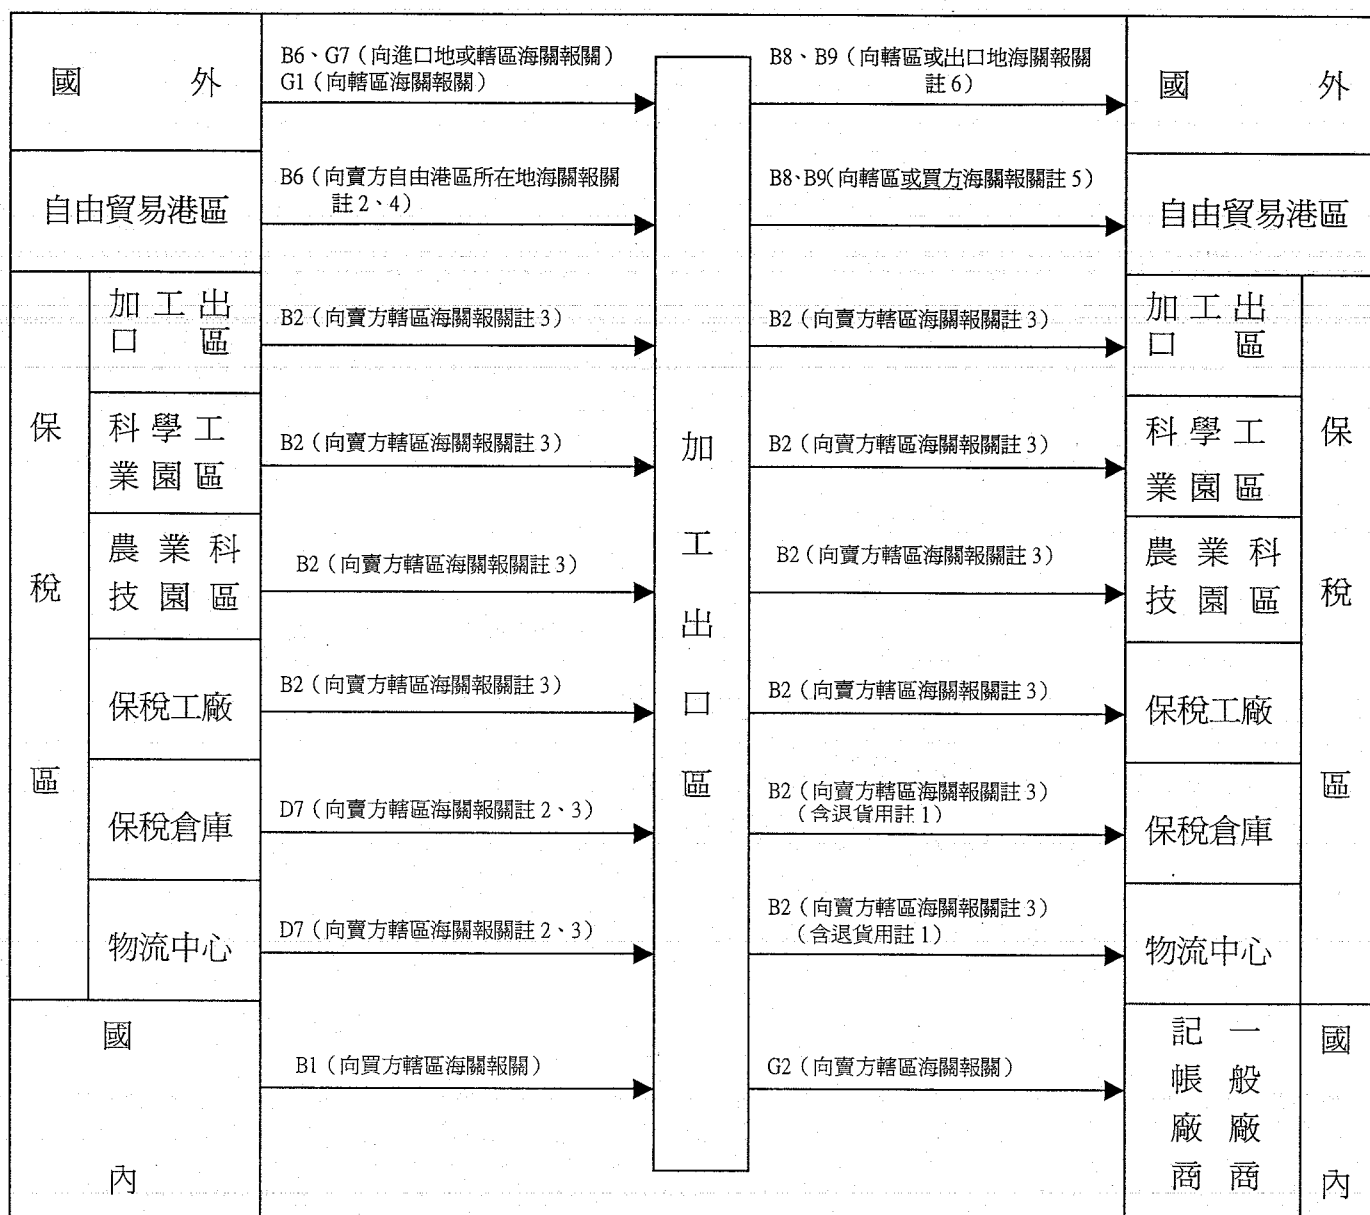 國 外
B6、G7（向進口地或轄區海關報關）
G1（向轄區海關報關）
B8、B9（向轄區或出口地海關報關
註 6）
國 外
自由貿易港區
B6（向賣方自由港區所在地海關報關
註 2、4）
B8、B9（向轄區或買方海關報關註 5）
自由貿易港區
保 稅 區
加 工 出
口 區
B2（向賣方轄區海關報關註 3）
B2（向賣方轄區海關報關註 3）
加 工 出
口 區
科 學 工
業 園 區
B2（向賣方轄區海關報關註 3）
B2（向賣方轄區海關報關註 3）
科 學 工
業 園 區
農 業 科
技 園 區
B2（向賣方轄區海關報關註 3）
B2（向賣方轄區海關報關註 3）
農 業 科
技 園 區
保稅工廠
B2（向賣方轄區海關報關註 3）
B2（向賣方轄區海關報關註 3）
保稅工廠
保稅倉庫
D7（向賣方轄區海關報關註 2、3）
B2（向賣方轄區海關報關註 3）
（含退貨用註 1）
保稅倉庫
物流中心
D7（向賣方轄區海關報關註 2、3）
B2（向賣方轄區海關報關註 3）
（含退貨用註 1）
物流中心
保 稅 區
加 工 出 口 區
國 內
B1（向買方轄區海關報關）
G2（向賣方轄區海關報關）
一 般 廠 商
記 帳 廠 商
國 內